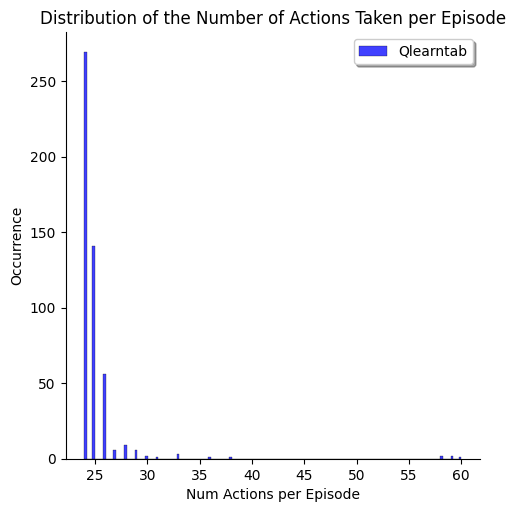 Distribution of the Number of Actions Taken per Episode
Qlearntab
250
200
150
100
50
0
Occurrence
25 30 35 40 45 50 55 60
Num Actions per Episode